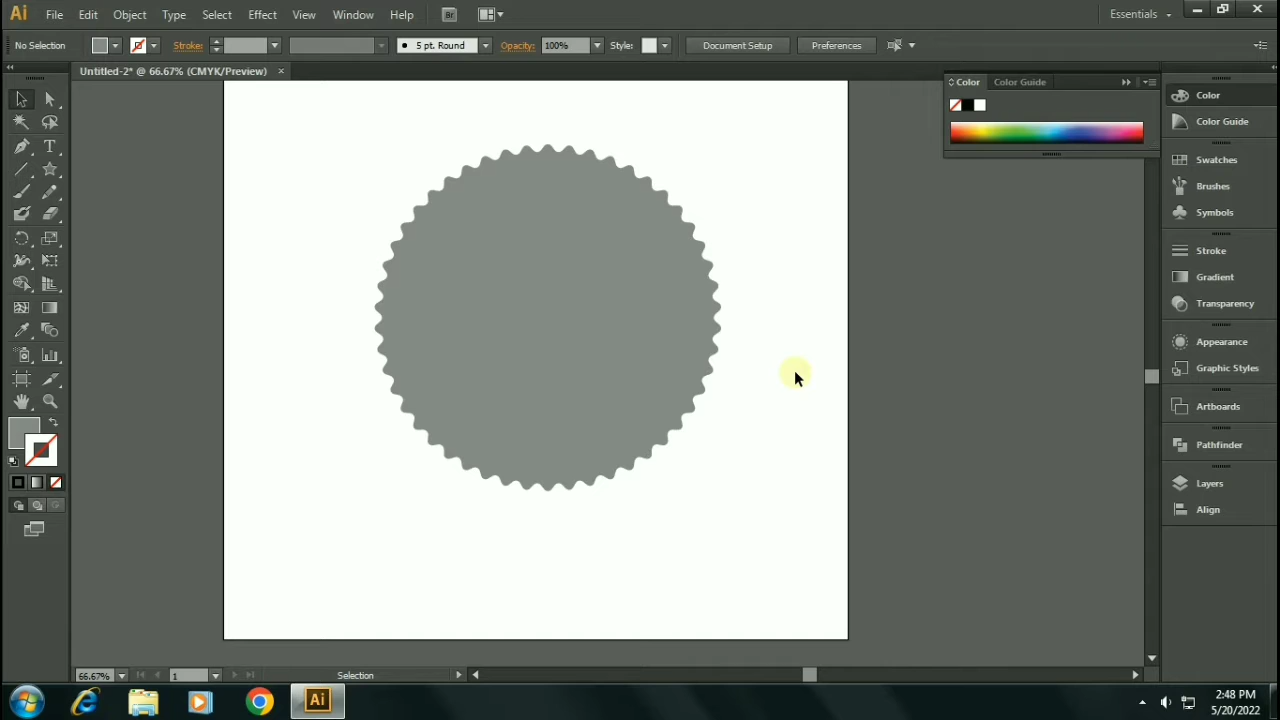 Ai File Edit Object Type Select Effect View Window Help Br Essentials
No Selection Stroke: 5 pt. Round Opacity: 100% Style: Document Setup Preferences
Untitled-2* @ 66.67% (CMYK/Preview)
Color Color Guide
Color
Color Guide
Swatches
Brushes
Symbols
Stroke
Gradient
Transparency
Appearance
Graphic Styles
Artboards
Pathfinder
Layers
Align
T
66.67% 1 Selection
Ai
2:48 PM
5/20/2022